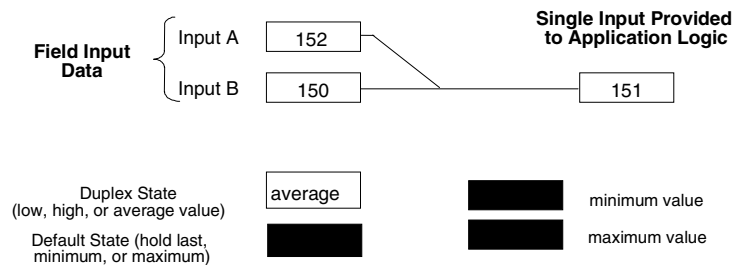 Single Input Provided
to Application Logic
Field Input
Data
Input A
152
Input B
150
151
Duplex State
(low, high, or average value)
average
minimum value
Default State (hold last,
minimum, or maximum)
maximum value